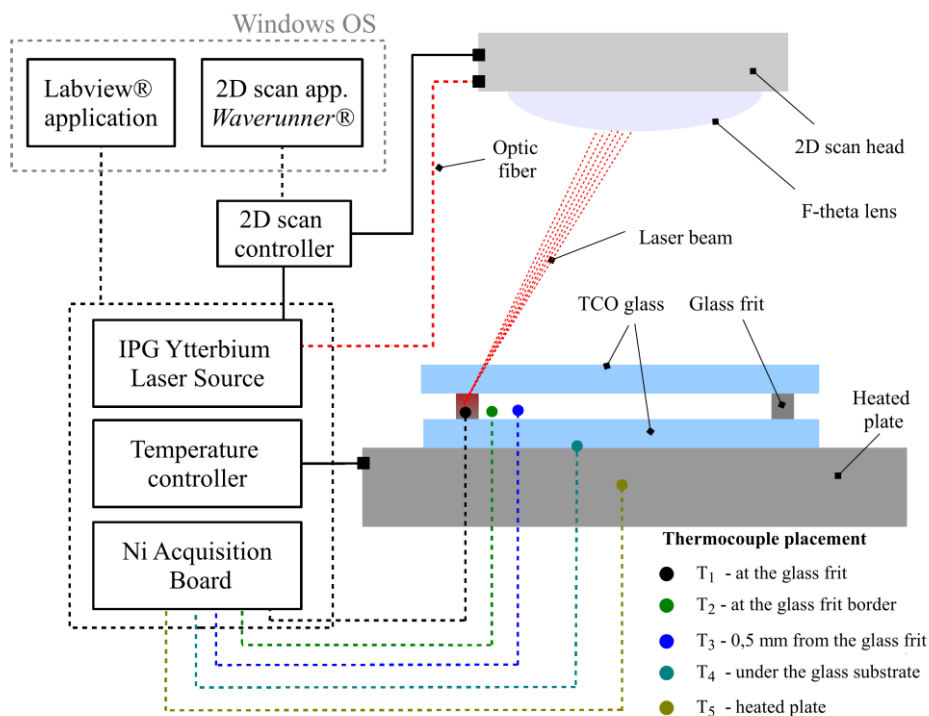 Windows OS
Labview®
application
2D scan app.
Waverunner®
Optic
fiber
2D scan head
F-theta lens
2D scan
controller
Laser beam
TCO glass
Glass frit
IPG Ytterbium
Laser Source
Heated
plate
Temperature
controller
Ni Acquisition
Board
Thermocouple placement
T1 - at the glass frit
T2 - at the glass frit border
T3 - 0,5 mm from the glass frit
T4 - under the glass substrate
T5 - heated plate